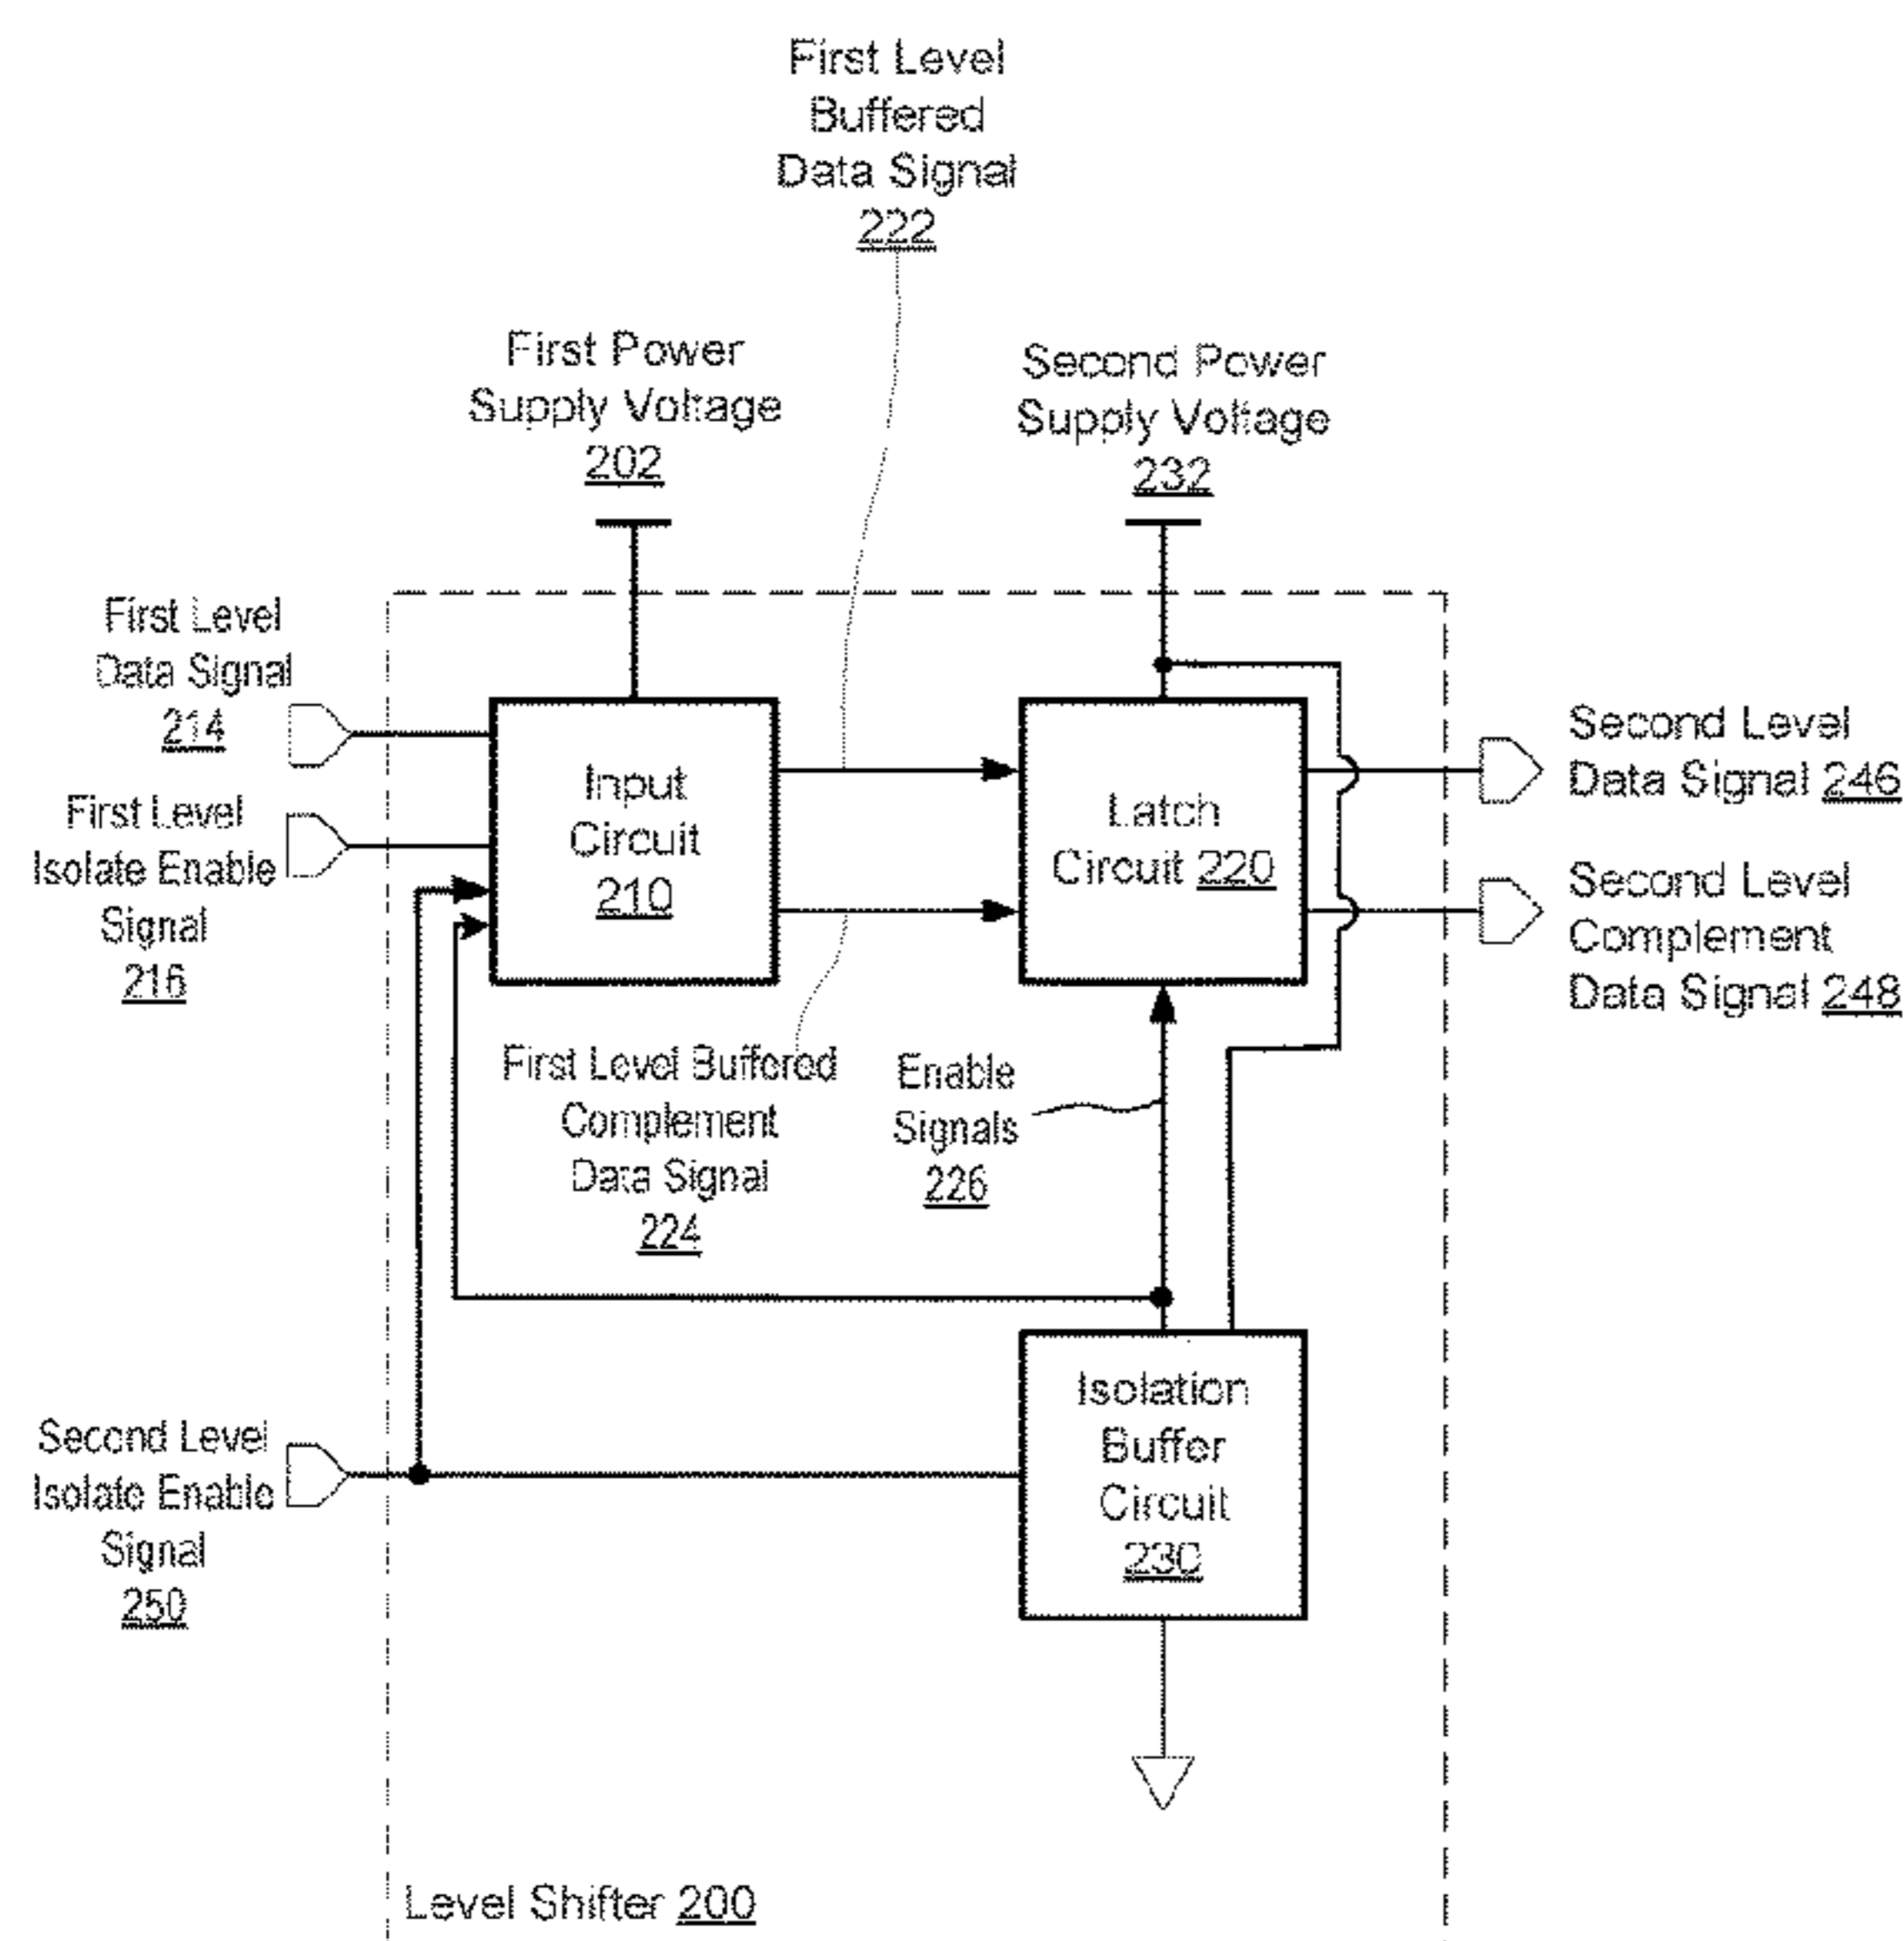 First Level
Buffered
Data Signal
222
First Power
Supply Voltage
202
Second Power
Supply Voltage
232
First Level
Data Signal
214
First Level
Isolate Enable
Signal
216
Input
Circuit
210
Latch
Circuit 220
Second Level
Data Signal 246
Second Level
Complement
Data Signal 248
First Level Buffered
Complement
Data Signal
224
Enable
Signals
226
Second Level
Isolate Enable
Signal
250
Isolation
Buffer
Circuit
230
Level Shifter 200